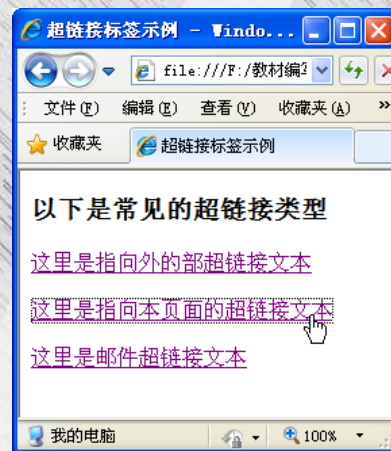 超链接标签示例 - Windo...
file:///F:/教材编
文件(F) 编辑(E) 查看(V) 收藏夹(A) »
收藏夹 超链接标签示例
以下是常见的超链接类型
这里是指向外的部超链接文本
这里是指向本页面的超链接文本
这里是邮件超链接文本
我的电脑 100%